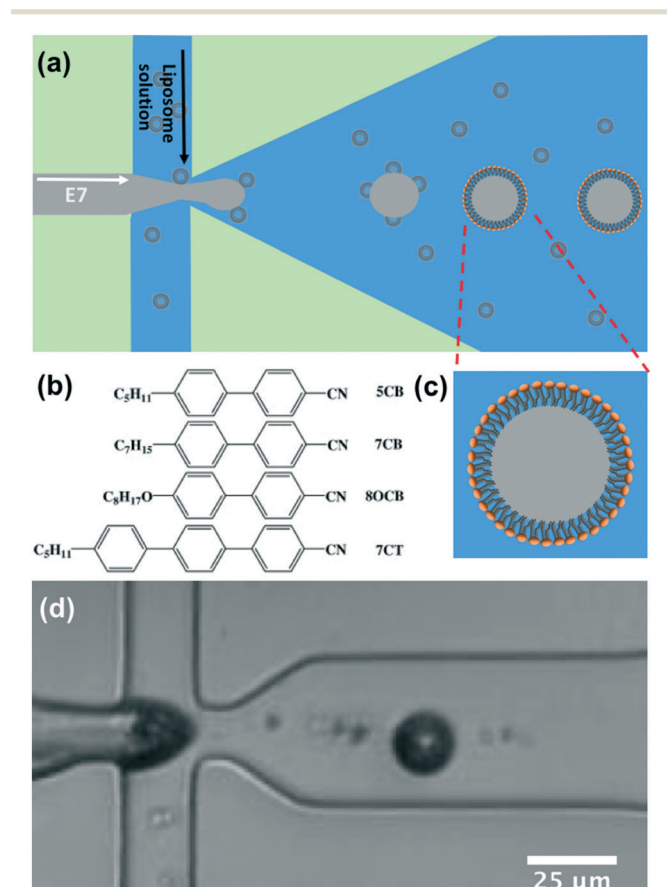 (a)
Liposome
solution
E7
(b)
C₅H₁₁ CN 5CB
C₇H₁₅ CN 7CB
C₈H₁₇O CN 8OCB
C₅H₁₁ CN 7CT
(c)
(d)
25 μm